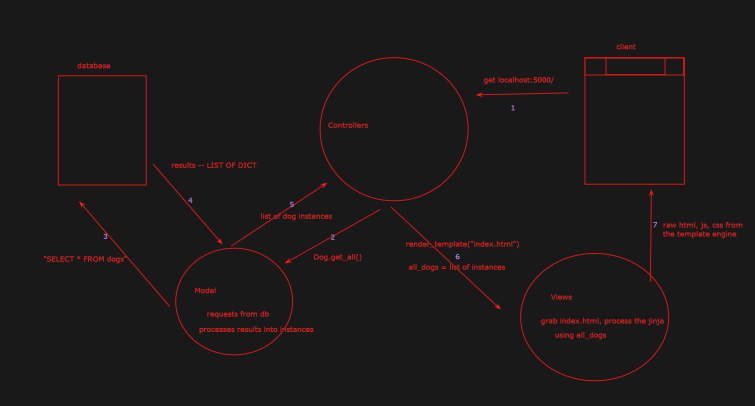 client
database
get localhost:5000/
1
Controllers
results -- LIST OF DICT
4
5
list of dog instances
3
2
"SELECT * FROM dogs"
Dog.get_all()
render_template("index.html")
6
all_dogs = list of instances
7
raw html, js, css from
the template engine
Modal
requests from db
processes results into instances
Views
grab index.html, process the jinja
using all_dogs